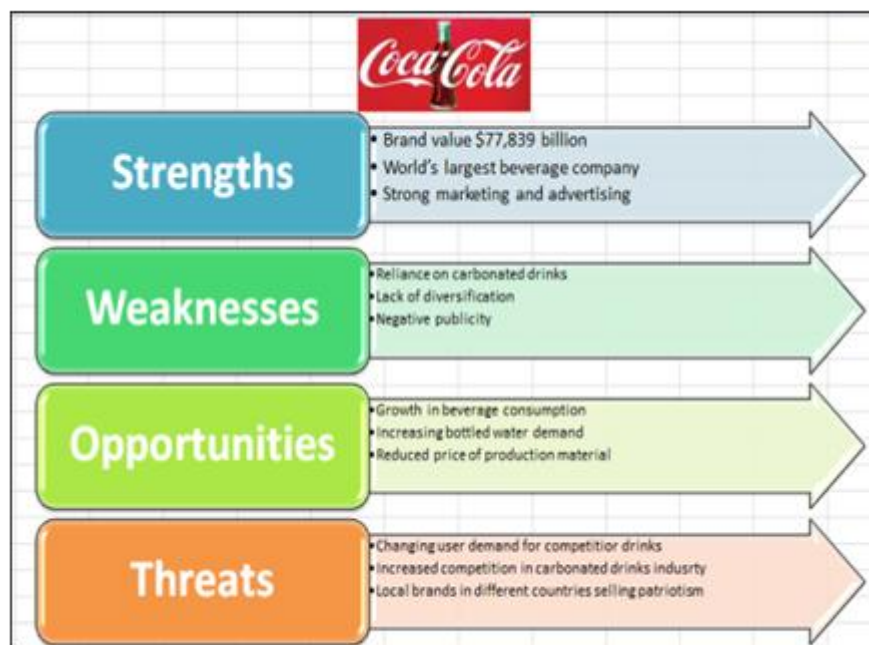 Coca-Cola
Strengths
• Brand value $77,839 billion
• World's largest beverage company
• Strong marketing and advertising
Weaknesses
•Reliance on carbonated drinks
•Lack of diversification
•Negative publicity
Opportunities
•Growth in beverage consumption
•Increasing bottled water demand
•Reduced price of production material
Threats
•Changing user demand for competitior drinks
•Increased competition in carbonated drinks indusrty
•Local brands in different countries selling patriotism